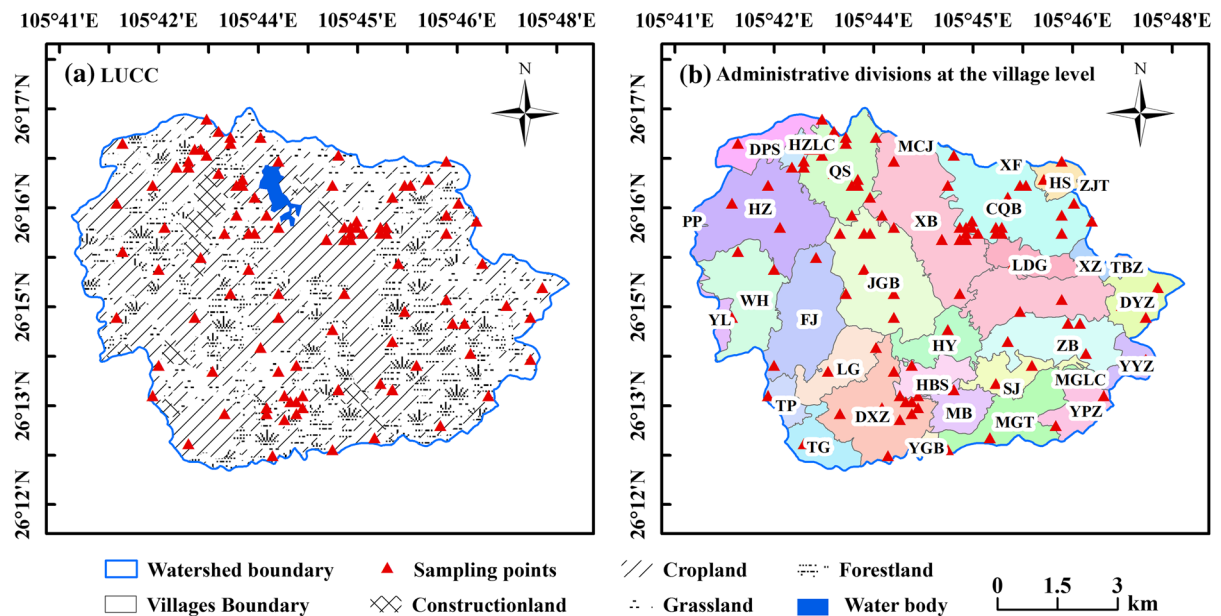 105°41'E 105°42'E 105°44'E 105°45'E 105°46'E 105°48'E
105°41'E 105°42'E 105°44'E 105°45'E 105°46'E 105°48'E
(a) LUCC
N
26°17'N
26°16'N
26°15'N
26°13'N
26°12'N
(b) Administrative divisions at the village level
N
26°17'N
26°16'N
26°15'N
26°13'N
26°12'N
DPS
HZLC
MCJ
QS
XF
HS
ZJT
HZ
CQB
PP
XB
LDG
XZ
TBZ
JGB
WH
DYZ
YL
FJ
HY
ZB
LG
YYZ
HBS
SJ
MGLC
TP
DXZ
MB
MGT
YPZ
TG
YGB
Watershed boundary
Sampling points
Cropland
Forestland
Villages Boundary
Constructionland
Grassland
Water body
0 1.5 3
km